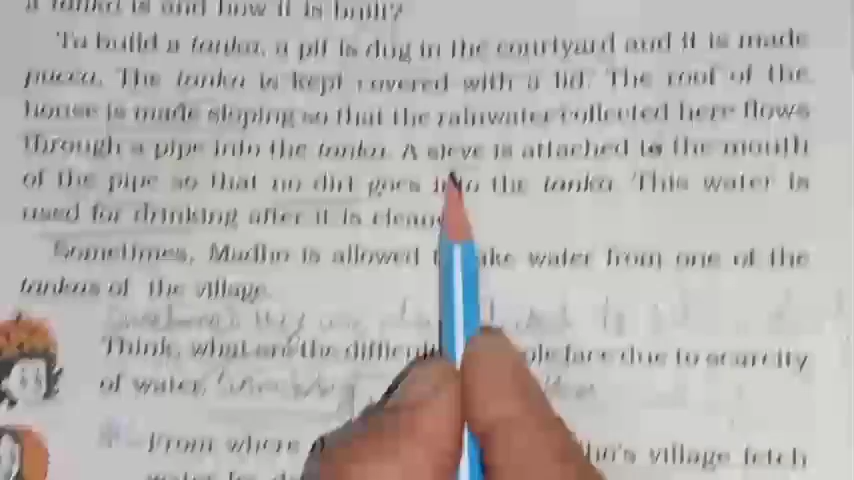 a tanka is and how it is built?
To build a tanka, a pit is dug in the courtyard and it is made
pucca. The tanka is kept covered with a lid. The roof of the
house is made sloping so that the rainwater collected here flows
through a pipe into the tanka. A sieve is attached to the mouth
of the pipe so that no dirt goes into the tanka. This water is
used for drinking after it is
Sometimes, Madho is allowed take water from one of the
tankas of the village.
Think, what are the face due to scarcity
of water.
From where village fetch
water